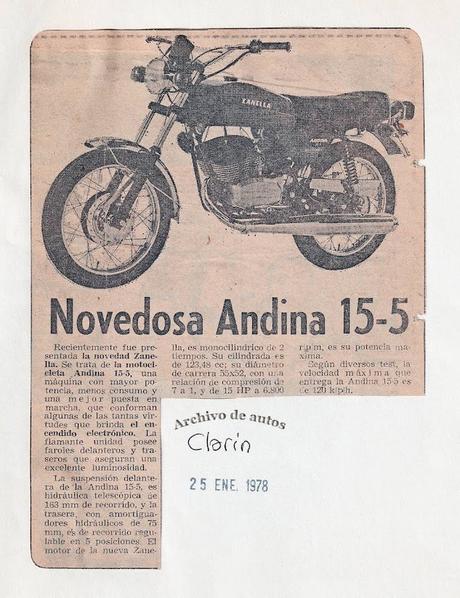 ZANELLA
Novedosa Andina 15-5
Recientemente fue pre-
sentada la novedad Zane-
lla. Se trata de la motoci-
cleta Andina 15-5, una
máquina con mayor po-
tencia, menos consumo y
una mejor puesta en
marcha, que conforman
algunas de las tantas vir-
tudes que brinda el en-
cendido electrónico. La
flamante unidad posee
faroles delanteros y tra-
seros que aseguran una
excelente luminosidad.
La suspensión delante-
ra de la Andina 15-5, es
hidráulica telescópica de
163 mm de recorrido, y la
trasera, con amortigua-
dores hidráulicos de 75
mm, es de recorrido regu-
lable en 5 posiciones. El
motor de la nueva Zane-
lla, es monocilíndrico de 2
tiempos. Su cilindrada es
de 123,48 cc; su diámetro
de carrera 55x52, con una
relación de compresión de
7 a 1, y de 15 HP a 6.800
r/p/m, es su potencia má-
xima.
Según diversos test, la
velocidad máxima que
entrega la Andina 15-5 es
de 120 kph.
Archivo de autos
Clarín
25 ENE. 1978